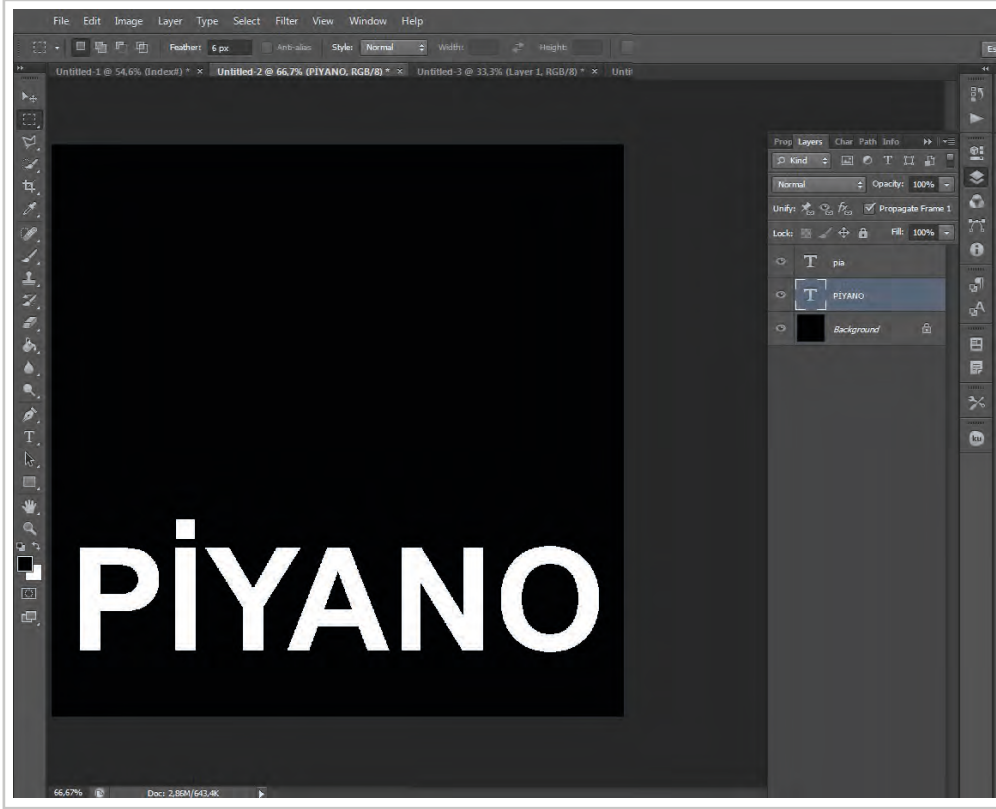 File Edit Image Layer Type Select Filter View Window Help
Feather: 6 px Anti-alias Style: Normal Width: Height: Es
Untitled-1 @ 54,6% (Index#) * × Untitled-2 @ 66,7% (PİYANO, RGB/8) * × Untitled-3 @ 33,3% (Layer 1, RGB/8) * × Unti
Prop Layers Char Path Info
Kind
Normal Opacity: 100%
Unify: Propagate Frame 1
Lock: Fill: 100%
T pia
T PİYANO
Background
ku
PİYANO
66,67% Doc: 2,86M/643,4K